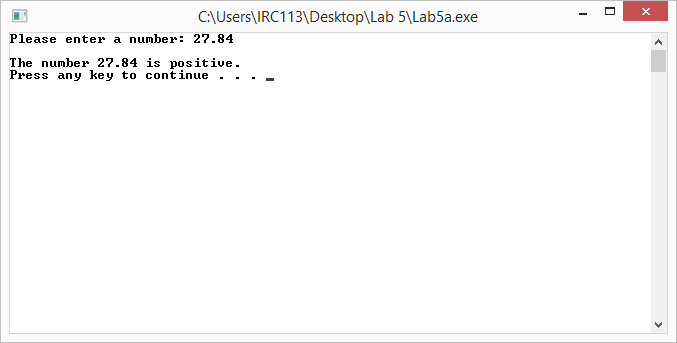 C:\Users\IRC113\Desktop\Lab 5\Lab5a.exe
Please enter a number: 27.84
The number 27.84 is positive.
Press any key to continue . . .